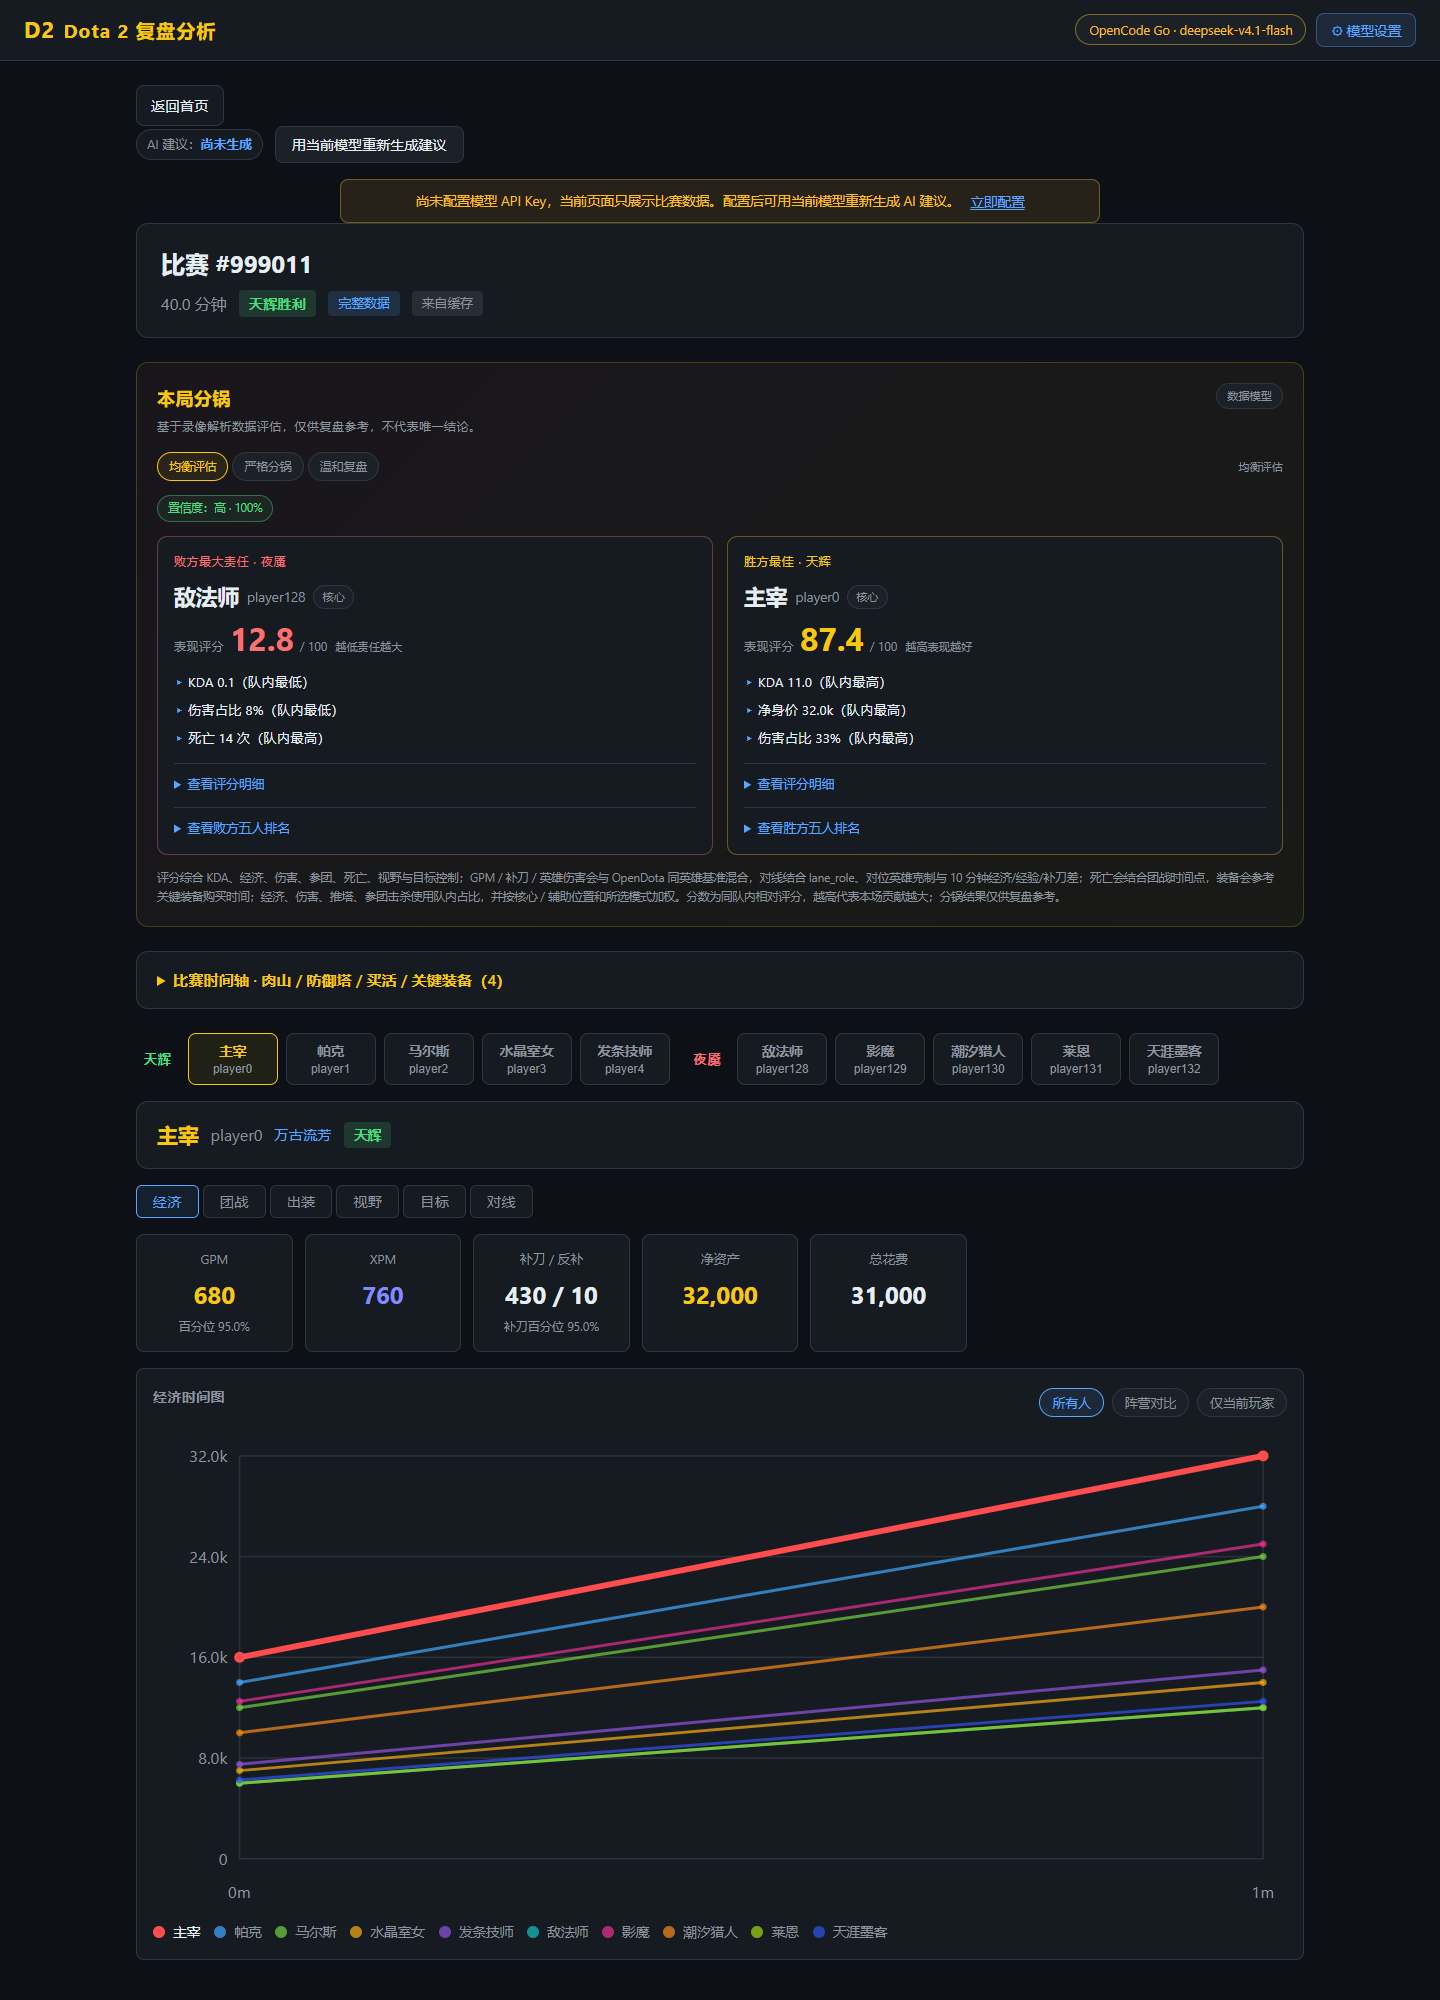 D2 Dota 2 复盘分析
OpenCode Go · deepseek-v4.1-flash
⚙ 模型设置
返回首页
AI 建议：尚未生成
用当前模型重新生成建议
尚未配置模型 API Key，当前页面只展示比赛数据。配置后可用当前模型重新生成 AI 建议。 立即配置
比赛 #999011
40.0 分钟 天辉胜利 完整数据 来自缓存
本局分锅
数据模型
基于录像解析数据评估，仅供复盘参考，不代表唯一结论。
均衡评估 严格分锅 温和复盘
均衡评估
置信度：高 · 100%
败方最大责任 · 夜魇
敌法师 player128 核心
表现评分 12.8 / 100 越低责任越大
▸ KDA 0.1（队内最低）
▸ 伤害占比 8%（队内最低）
▸ 死亡 14 次（队内最高）
▶ 查看评分明细
▶ 查看败方五人排名
胜方最佳 · 天辉
主宰 player0 核心
表现评分 87.4 / 100 越高表现越好
▸ KDA 11.0（队内最高）
▸ 净身价 32.0k（队内最高）
▸ 伤害占比 33%（队内最高）
▶ 查看评分明细
▶ 查看胜方五人排名
评分综合 KDA、经济、伤害、参团、死亡、视野与目标控制；GPM / 补刀 / 英雄伤害会与 OpenDota 同英雄基准混合，对线结合 lane_role、对位英雄克制与 10 分钟经济/经验/补刀差；死亡会结合团战时间点，装备会参考
关键装备购买时间；经济、伤害、推塔、参团击杀使用队内占比，并按核心 / 辅助位置和所选模式加权。分数为同队内相对评分，越高代表本场贡献越大；分锅结果仅供复盘参考。
▶ 比赛时间轴 · 肉山 / 防御塔 / 买活 / 关键装备（4）
天辉
主宰
player0
帕克
player1
马尔斯
player2
水晶室女
player3
发条技师
player4
夜魇
敌法师
player128
影魔
player129
潮汐猎人
player130
莱恩
player131
天涯墨客
player132
主宰 player0 万古流芳 天辉
经济 团战 出装 视野 目标 对线
GPM
680
百分位 95.0%
XPM
760
补刀 / 反补
430 / 10
补刀百分位 95.0%
净资产
32,000
总花费
31,000
经济时间图
所有人 阵营对比 仅当前玩家
32.0k
24.0k
16.0k
8.0k
0
0m 1m
主宰 帕克 马尔斯 水晶室女 发条技师 敌法师 影魔 潮汐猎人 莱恩 天涯墨客